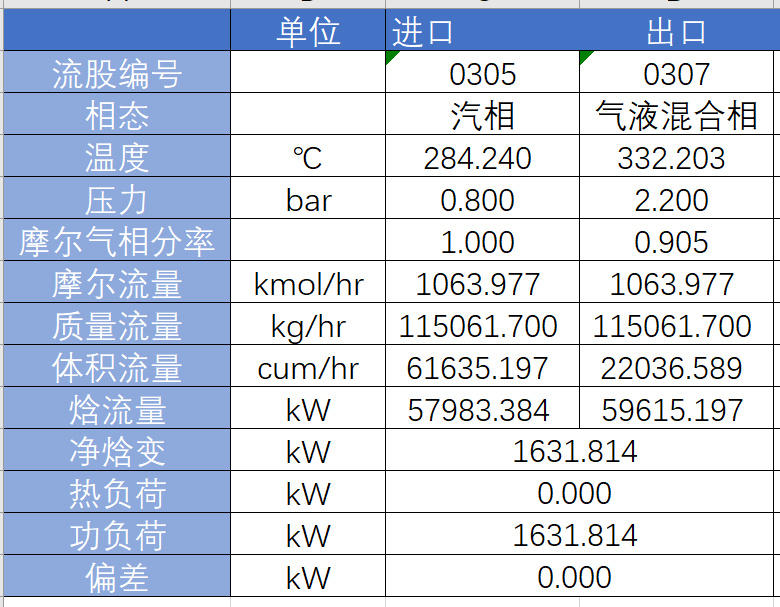 单位 进口 出口
流股编号 0305 0307
相态 汽相 气液混合相
温度 ℃ 284.240 332.203
压力 bar 0.800 2.200
摩尔气相分率 1.000 0.905
摩尔流量 kmol/hr 1063.977 1063.977
质量流量 kg/hr 115061.700 115061.700
体积流量 cum/hr 61635.197 22036.589
焓流量 kW 57983.384 59615.197
净焓变 kW 1631.814
热负荷 kW 0.000
功负荷 kW 1631.814
偏差 kW 0.000